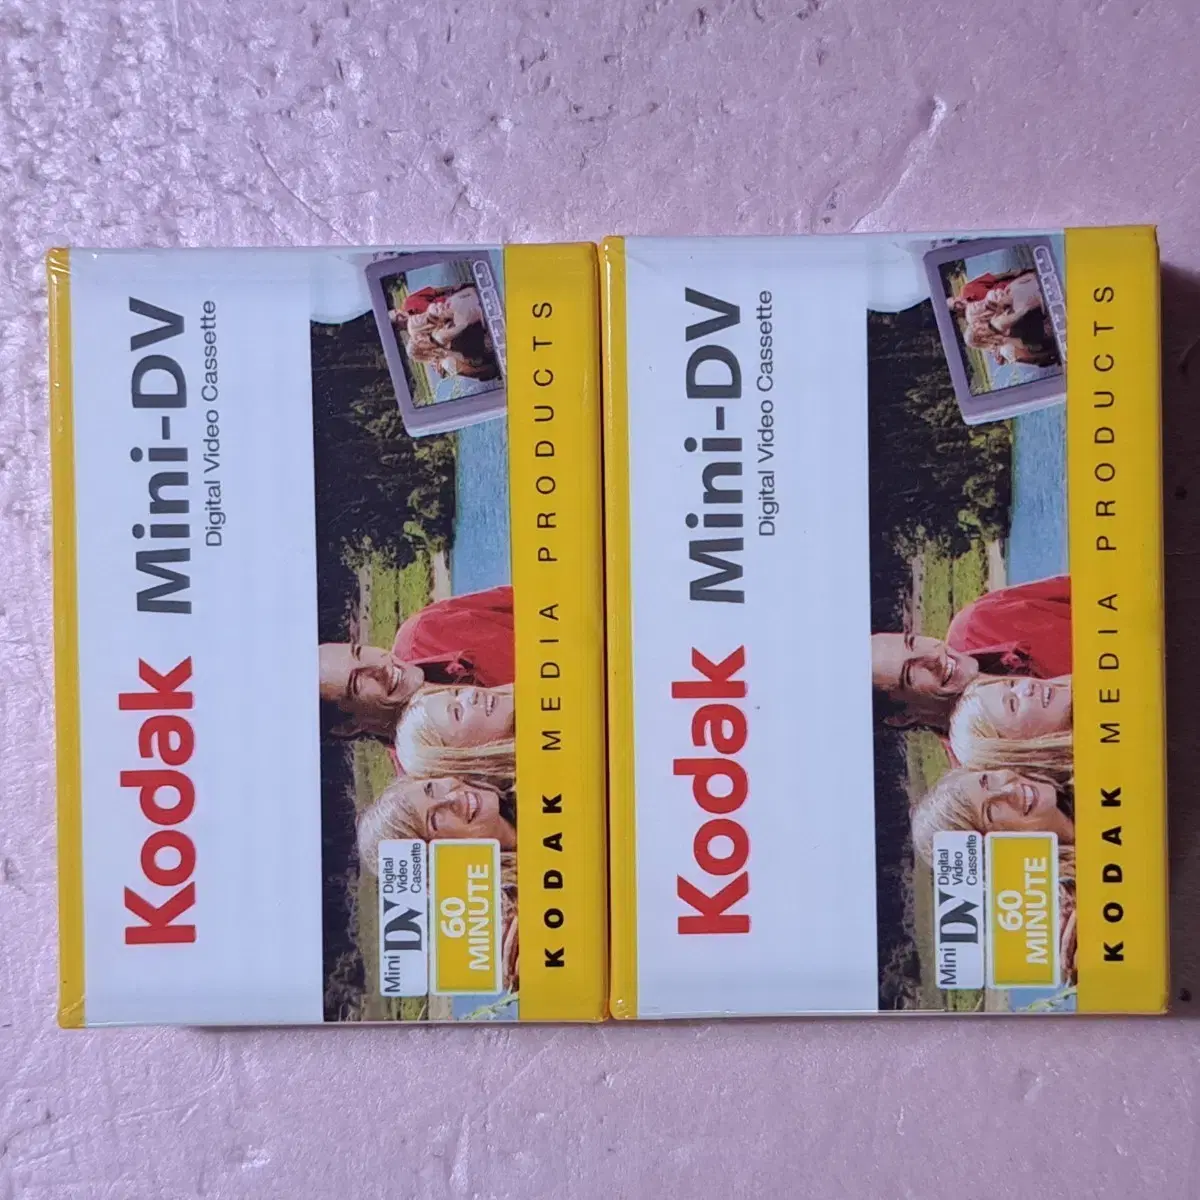 Kodak Mini-DV
Digital Video Cassette
Mini DV Digital
Video
Cassette
60
MINUTE
KODAK MEDIA PRODUCTS
Kodak Mini-DV
Digital Video Cassette
Mini DV Digital
Video
Cassette
60
MINUTE
KODAK MEDIA PRODUCTS